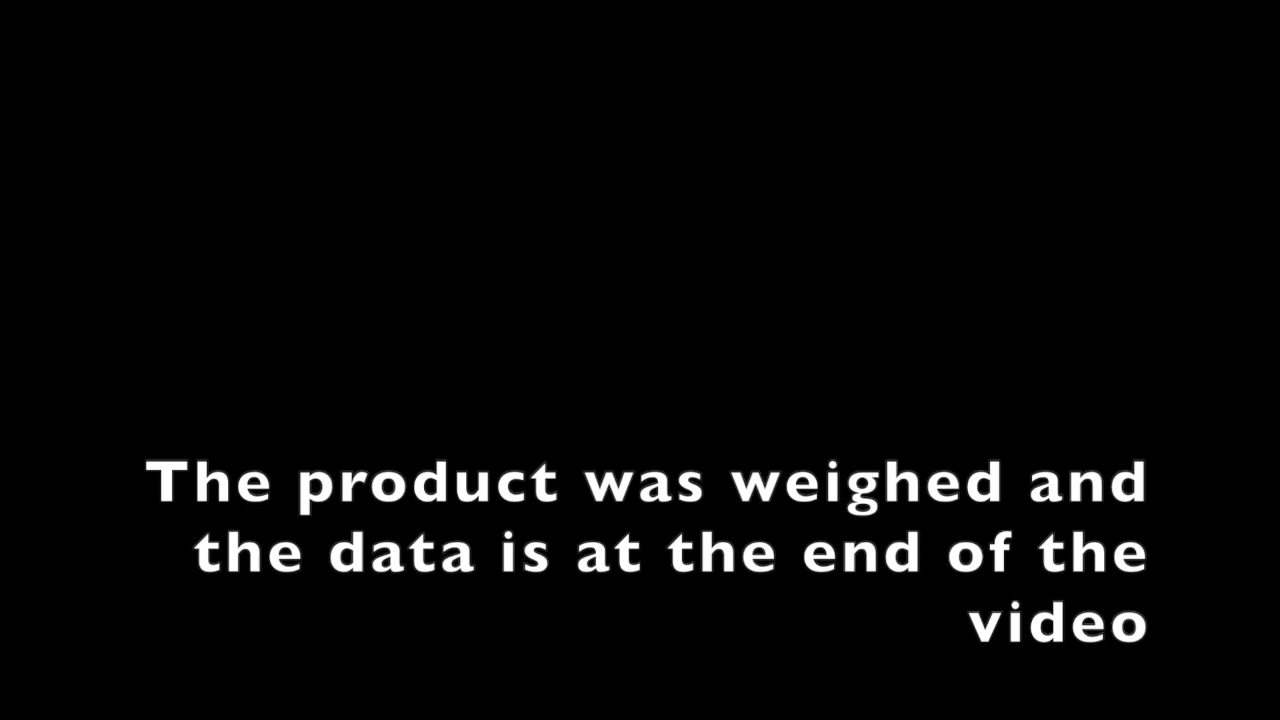 The product was weighed and
the data is at the end of the
video